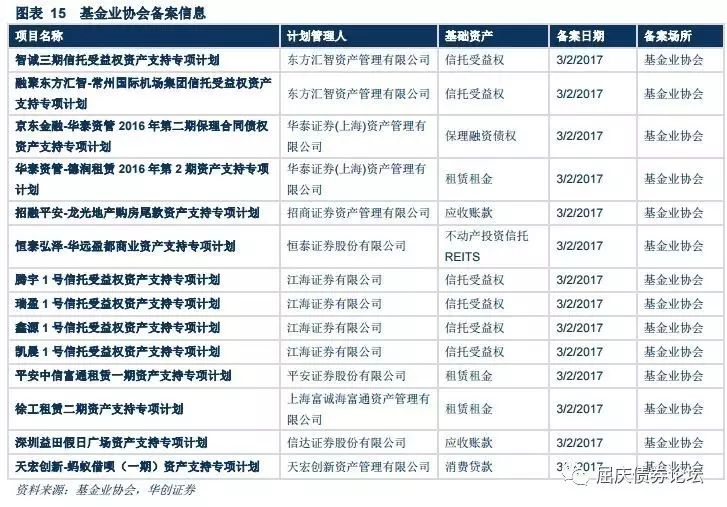 图表 15 基金业协会备案信息
项目名称 计划管理人 基础资产 备案日期 备案场所
智诚三期信托受益权资产支持专项计划 东方汇智资产管理有限公司 信托受益权 3/2/2017 基金业协会
融聚东方汇智-常州国际机场集团信托受益权资产
支持专项计划 东方汇智资产管理有限公司 信托受益权 3/2/2017 基金业协会
京东金融-华泰资管 2016 年第二期保理合同债权
资产支持专项计划 华泰证券(上海)资产管理有
限公司 保理融资债权 3/2/2017 基金业协会
华泰资管-德润租赁 2016 年第 2 期资产支持专项
计划 华泰证券(上海)资产管理有
限公司 租赁租金 3/2/2017 基金业协会
招融平安-龙光地产购房尾款资产支持专项计划 招商证券资产管理有限公司 应收账款 3/2/2017 基金业协会
恒泰弘泽-华远盈都商业资产支持专项计划 恒泰证券股份有限公司 不动产投资信托
REITS 3/2/2017 基金业协会
腾宇 1 号信托受益权资产支持专项计划 江海证券有限公司 信托受益权 3/2/2017 基金业协会
瑞盈 1 号信托受益权资产支持专项计划 江海证券有限公司 信托受益权 3/2/2017 基金业协会
鑫源 1 号信托受益权资产支持专项计划 江海证券有限公司 信托受益权 3/2/2017 基金业协会
凯晨 1 号信托受益权资产支持专项计划 江海证券有限公司 信托受益权 3/2/2017 基金业协会
平安中信富通租赁一期资产支持专项计划 平安证券股份有限公司 租赁租金 3/2/2017 基金业协会
徐工租赁二期资产支持专项计划 上海富诚海富通资产管理有
限公司 租赁租金 3/2/2017 基金业协会
深圳益田假日广场资产支持专项计划 信达证券股份有限公司 应收账款 3/2/2017 基金业协会
天宏创新-蚂蚁借呗（一期）资产支持专项计划 天宏创新资产管理有限公司 消费贷款 基金业协会
屈庆债券论坛
资料来源：基金业协会，华创证券